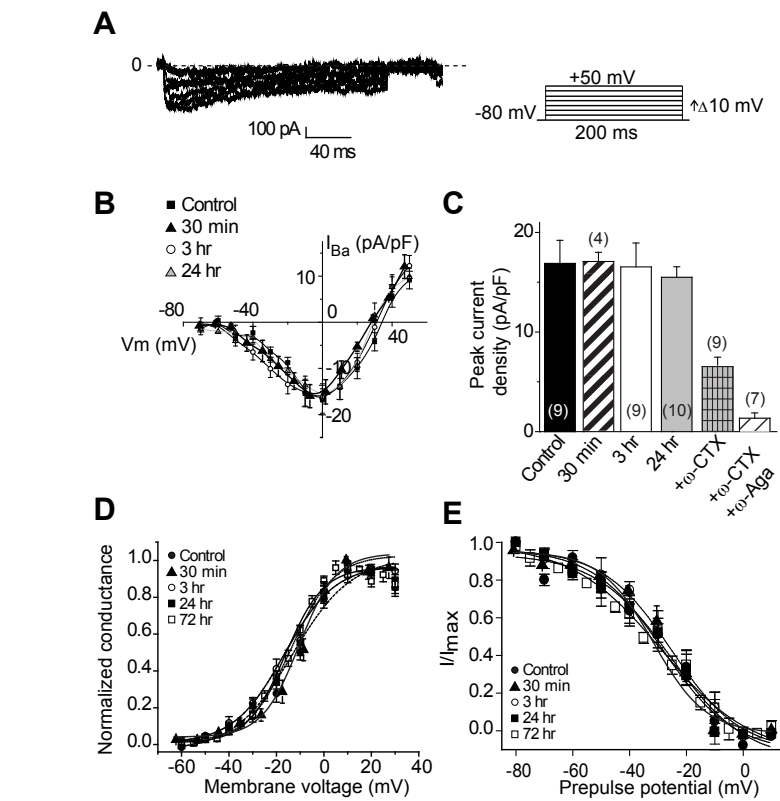 A
0
100 pA
40 ms
+50 mV
-80 mV
↑Δ10 mV
200 ms
B
Control
30 min
3 hr
24 hr
I Ba (pA/pF)
10
-80
-40
0
40
Vm (mV)
-10
-20
C
Peak current
density (pA/pF)
20
10
0
(9)
(4)
(9)
(10)
(9)
(7)
Control
30 min
3 hr
24 hr
+ω-CTX
+ω-CTX
+ω-Aga
D
Normalized conductance
1.0
0.8
0.6
0.4
0.2
0.0
Control
30 min
3 hr
24 hr
72 hr
-60
-40
-20
0
20
40
Membrane voltage (mV)
E
I/Imax
1.0
0.8
0.6
0.4
0.2
0.0
Control
30 min
3 hr
24 hr
72 hr
-80
-60
-40
-20
0
Prepulse potential (mV)